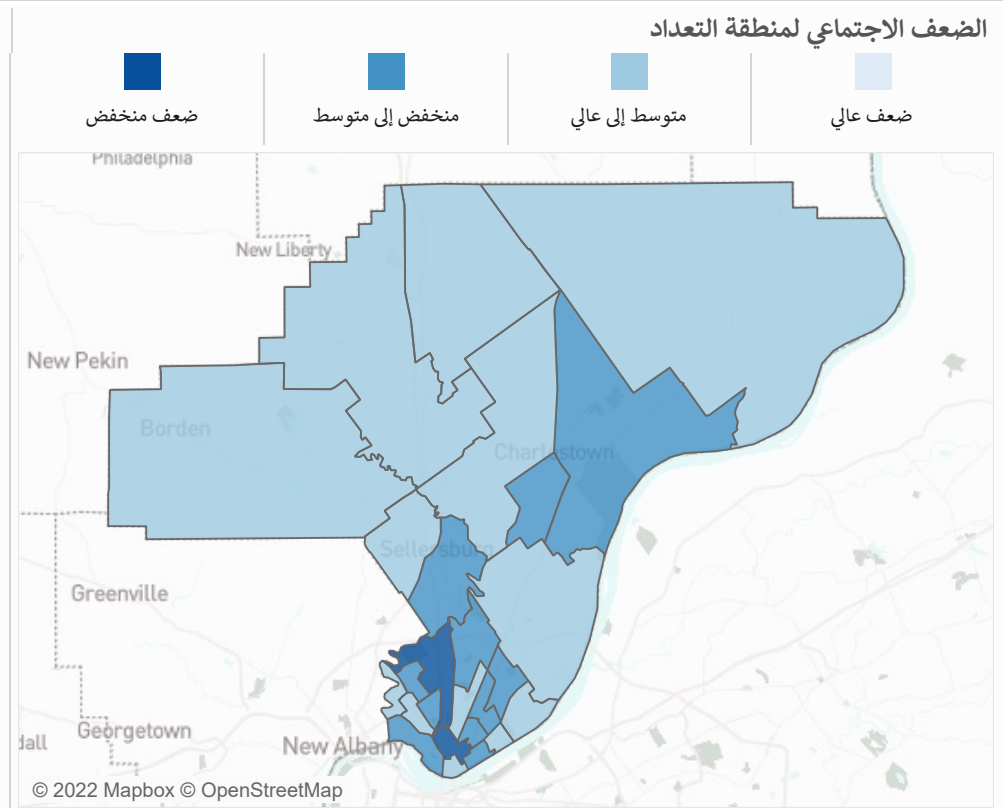 الضعف الاجتماعي لمنطقة التعداد
ضعف عالي
متوسط إلى عالي
منخفض إلى متوسط
ضعف منخفض
Philadelphia
New Liberty
New Pekin
Borden
Charlestown
Sellersburg
Greenville
Georgetown
New Albany
© 2022 Mapbox © OpenStreetMap